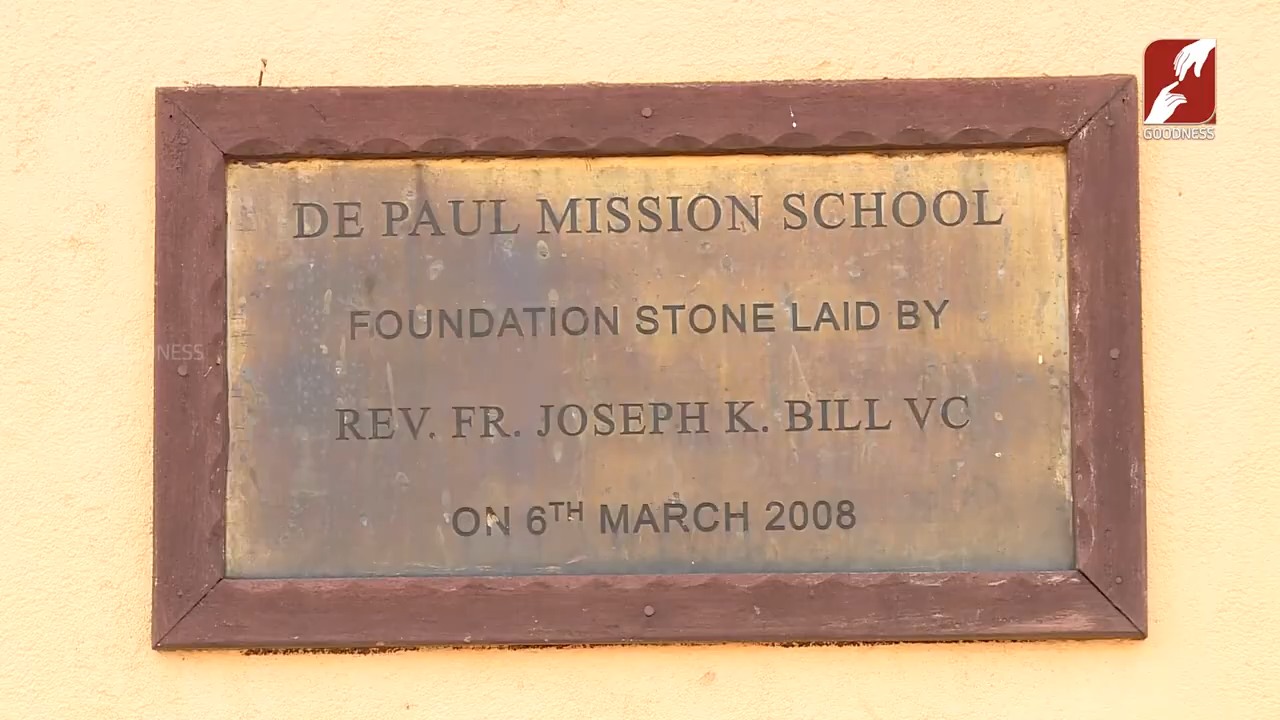 GOODNESS
DE PAUL MISSION SCHOOL
FOUNDATION STONE LAID BY
REV. FR. JOSEPH K. BILL VC
ON 6TH MARCH 2008